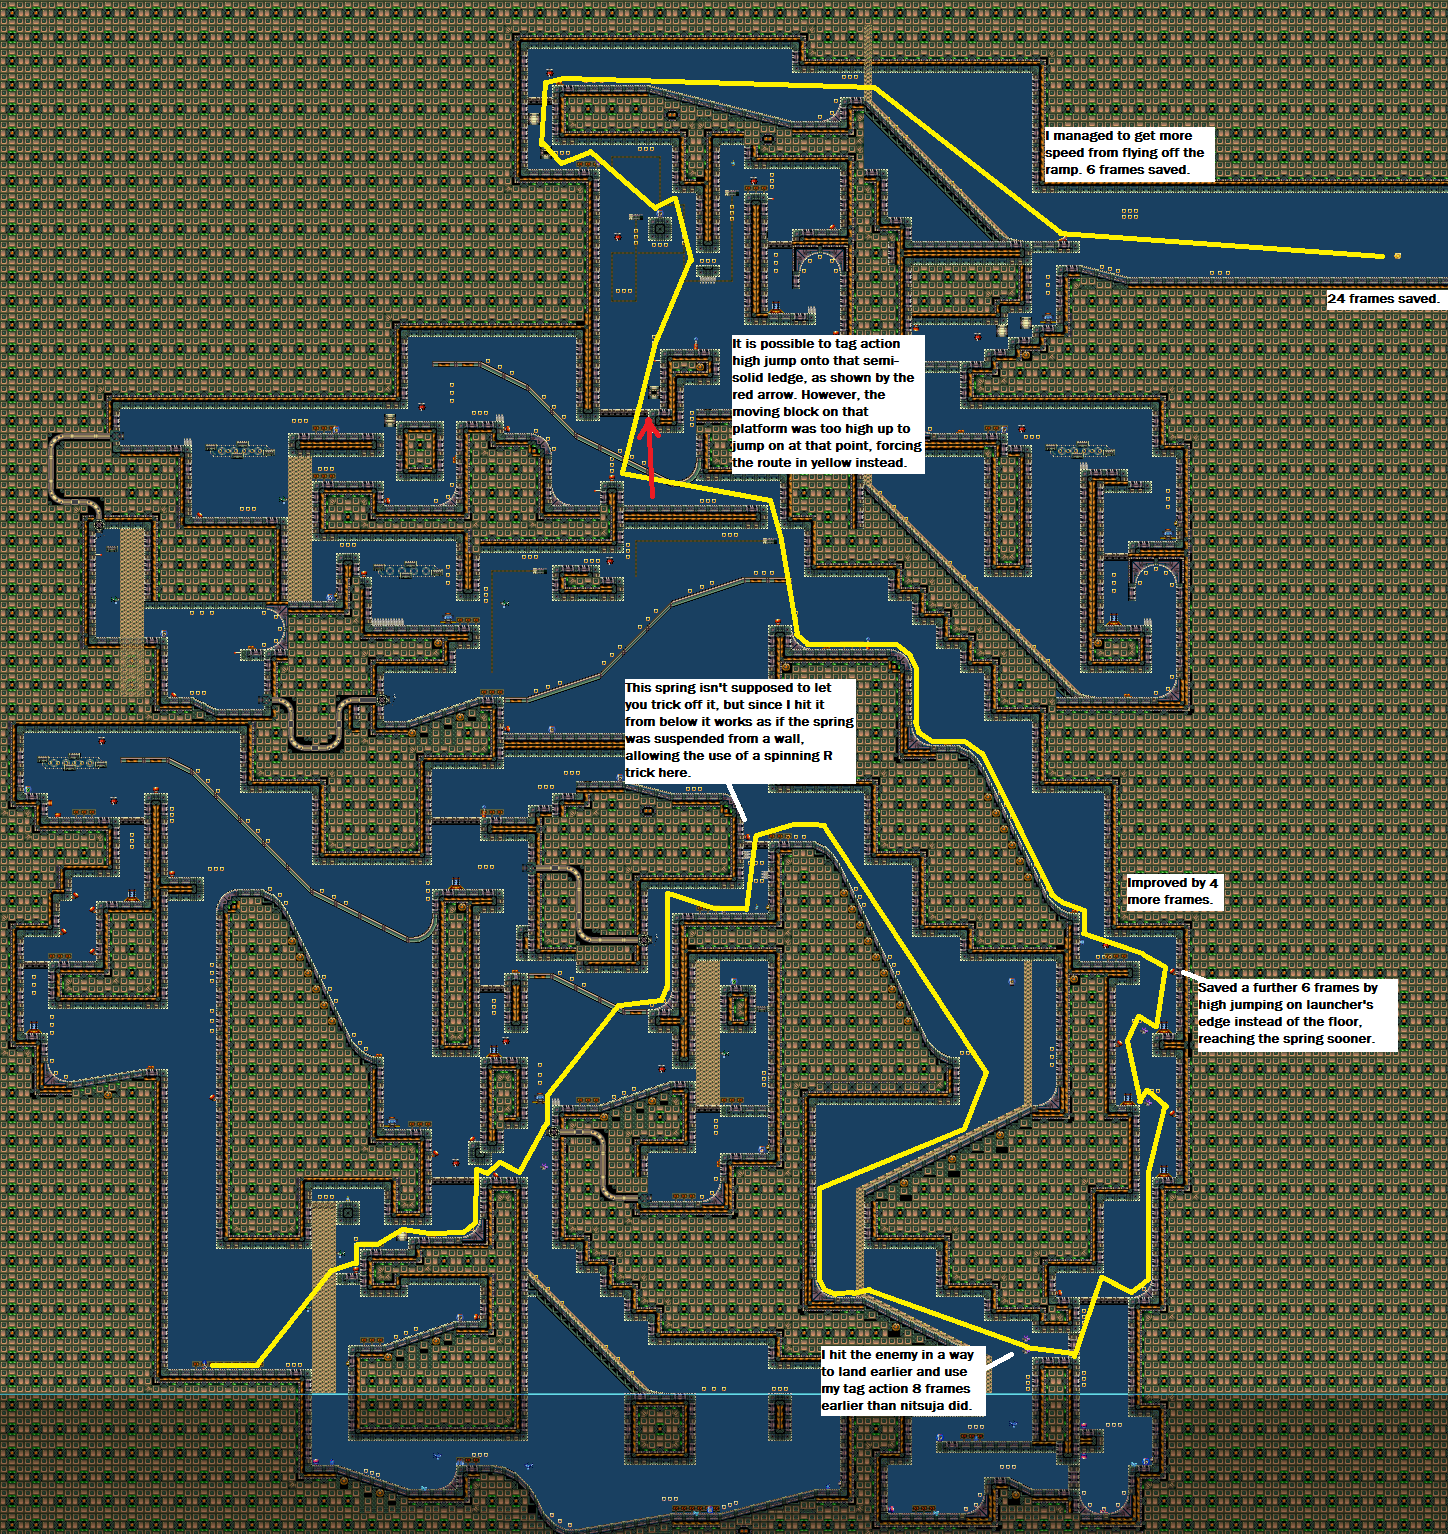 I managed to get more
speed from flying off the
ramp. 6 frames saved.
24 frames saved.
It is possible to tag action
high jump onto that semi-
solid ledge, as shown by the
red arrow. However, the
moving block on that
platform was too high up to
jump on at that point, forcing
the route in yellow instead.
This spring isn't supposed to let
you trick off it, but since I hit it
from below it works as if the spring
was suspended from a wall,
allowing the use of a spinning R
trick here.
Improved by 4
more frames.
Saved a further 6 frames by
high jumping on launcher's
edge instead of the floor,
reaching the spring sooner.
I hit the enemy in a way
to land earlier and use
my tag action 8 frames
earlier than nitsuja did.